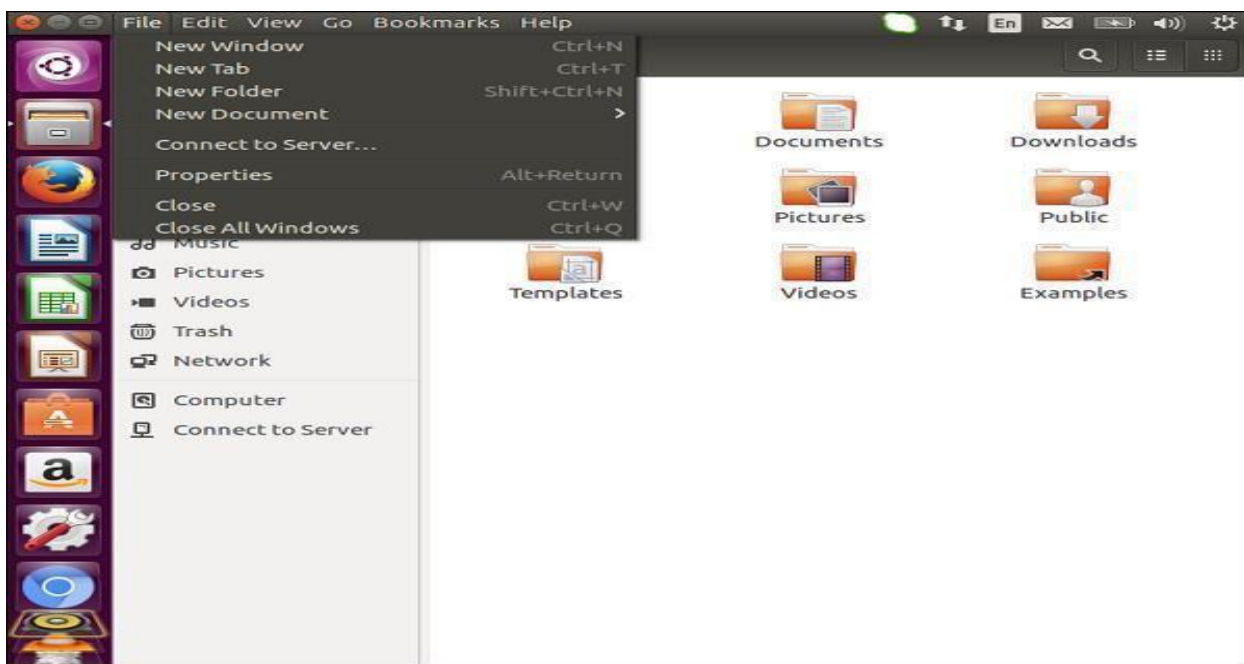 File Edit View Go Bookmarks Help En
New Window Ctrl+N
New Tab Ctrl+T
New Folder Shift+Ctrl+N
New Document >
Connect to Server...
Properties Alt+Return
Close Ctrl+W
Close All Windows Ctrl+Q
Music
Pictures
Videos
Trash
Network
Computer
Connect to Server
Documents Downloads
Pictures Public
Templates Videos Examples
a